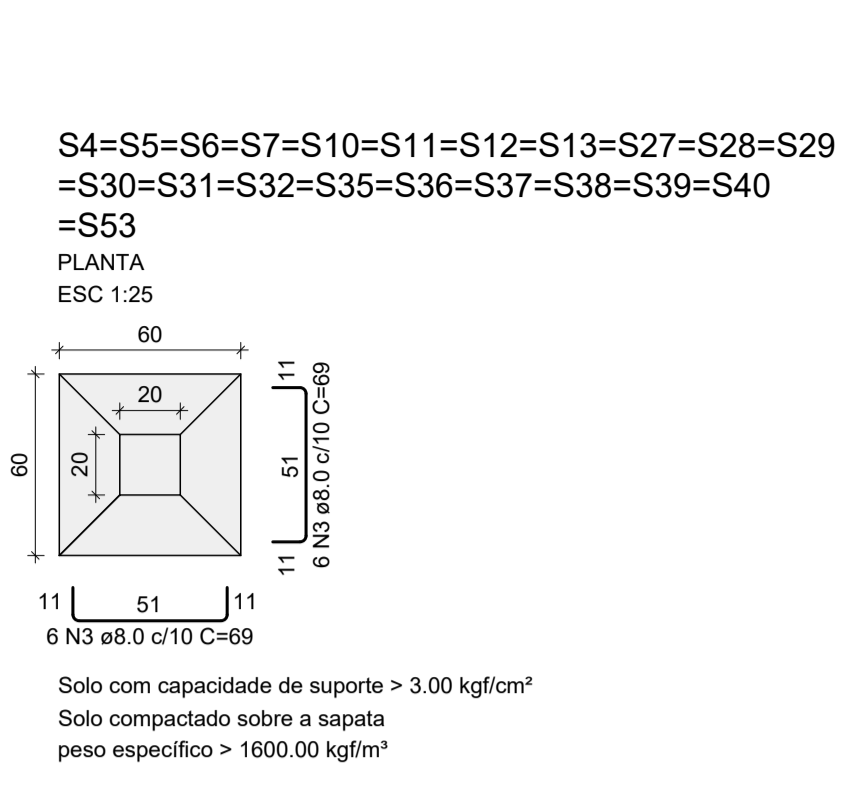 S4=S5=S6=S7=S10=S11=S12=S13=S27=S28=S29
=S30=S31=S32=S35=S36=S37=S38=S39=S40
=S53
PLANTA
ESC 1:25
60
20
60
20
11
51
11
6 N3 ø8.0 c/10 C=69
11
51
11
6 N3 ø8.0 c/10 C=69
Solo com capacidade de suporte > 3.00 kgf/cm²
Solo compactado sobre a sapata
peso específico > 1600.00 kgf/m³